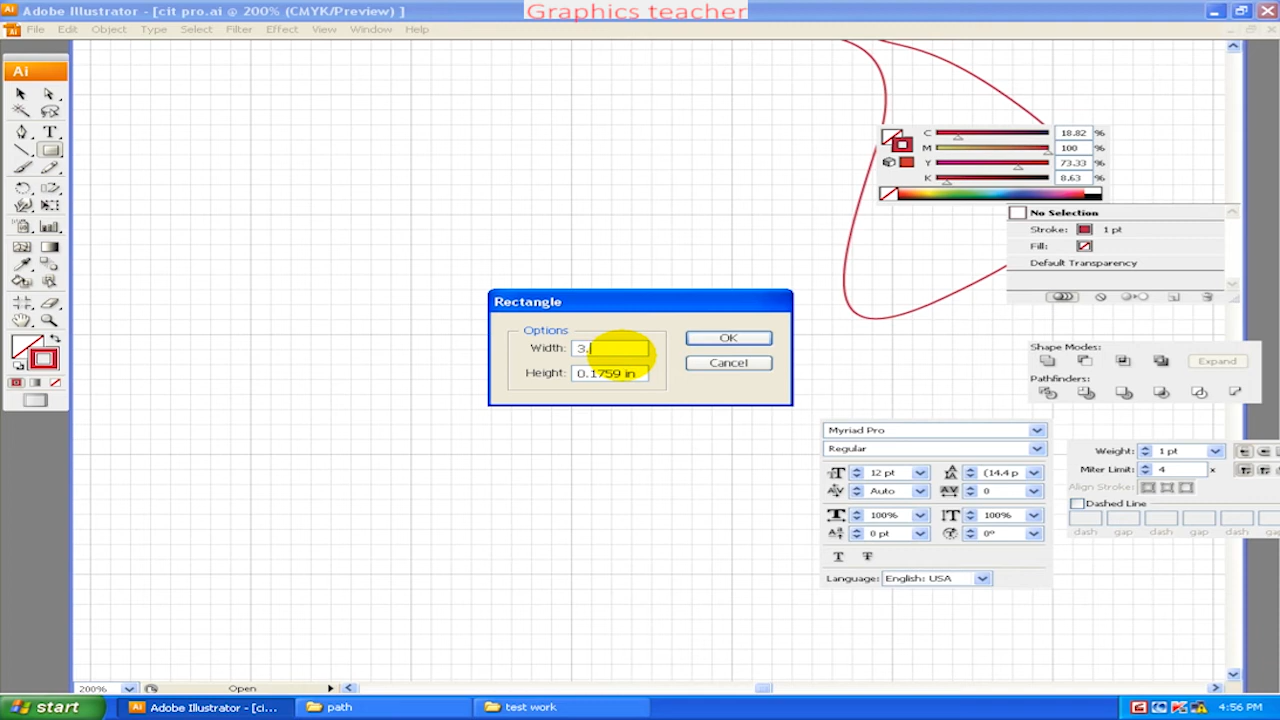 Adobe Illustrator - [cit pro.ai @ 200% (CMYK/Preview) ]
Graphics teacher
File Edit Object Type Select Filter Effect View Window Help
Ai
C 18.82 %
M 100 %
Y 73.33 %
K 8.63 %
No Selection
Stroke: 1 pt
Fill:
Default Transparency
Rectangle
Options
Width: 3.
Height: 0.1759 in
OK
Cancel
Shape Modes:
Expand
Pathfinders:
Myriad Pro
Regular
12 pt (14.4 p
Auto 0
100% 100%
0 pt 0°
Language: English: USA
Weight: 1 pt
Miter Limit: 4 x
Align Stroke:
Dashed Line
dash gap dash gap dash gap
200% Open
start Adobe Illustrator - [ci... path test work 4:56 PM